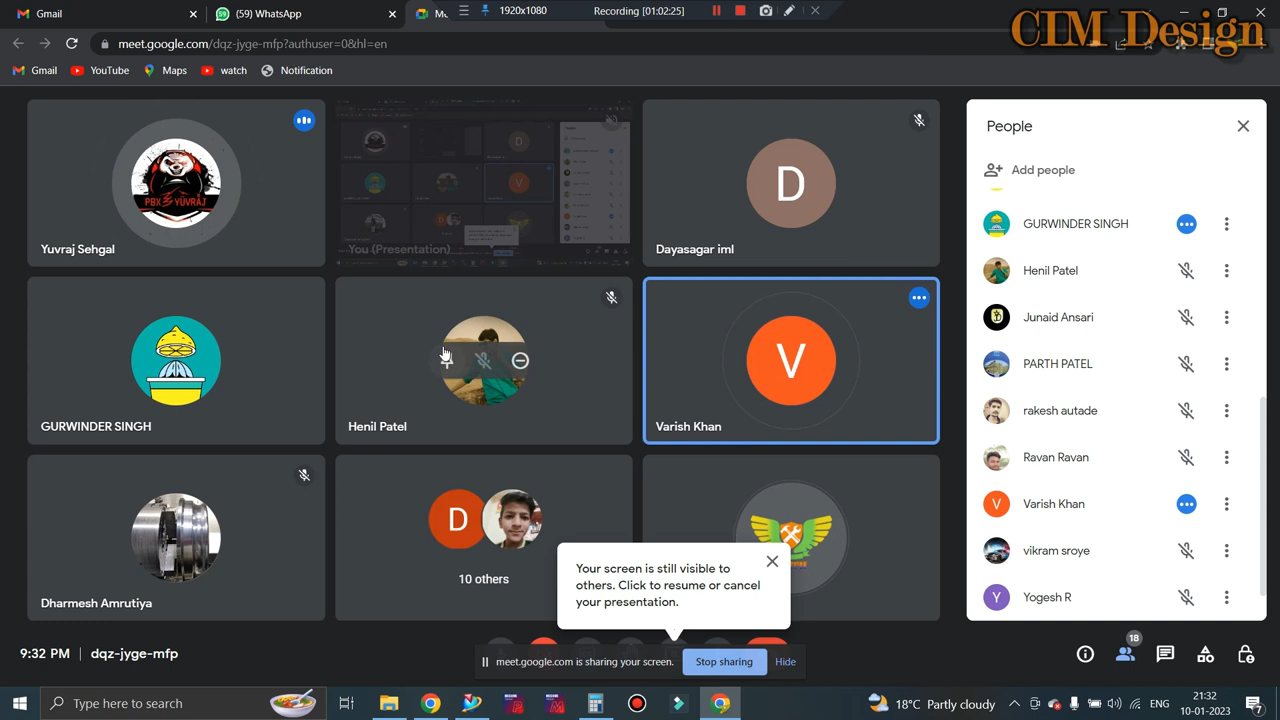 Gmail
(59) WhatsApp
1920x1080
Recording [01:02:25]
CIM Design
meet.google.com/dqz-jyge-mfp?authuser=0&hl=en
Gmail
YouTube
Maps
watch
Notification
PBX YUVRAJ
Yuvraj Sehgal
You (Presentation)
D
Dayasagar iml
GURWINDER SINGH
Henil Patel
V
Varish Khan
Dharmesh Amrutiya
D
10 others
People
Add people
GURWINDER SINGH
Henil Patel
Junaid Ansari
PARTH PATEL
rakesh autade
Ravan Ravan
V
Varish Khan
vikram sroye
Y
Yogesh R
Your screen is still visible to
others. Click to resume or cancel
your presentation.
9:32 PM
dqz-jyge-mfp
meet.google.com is sharing your screen.
Stop sharing
Hide
18
Type here to search
18°C Partly cloudy
ENG
21:32
10-01-2023
7